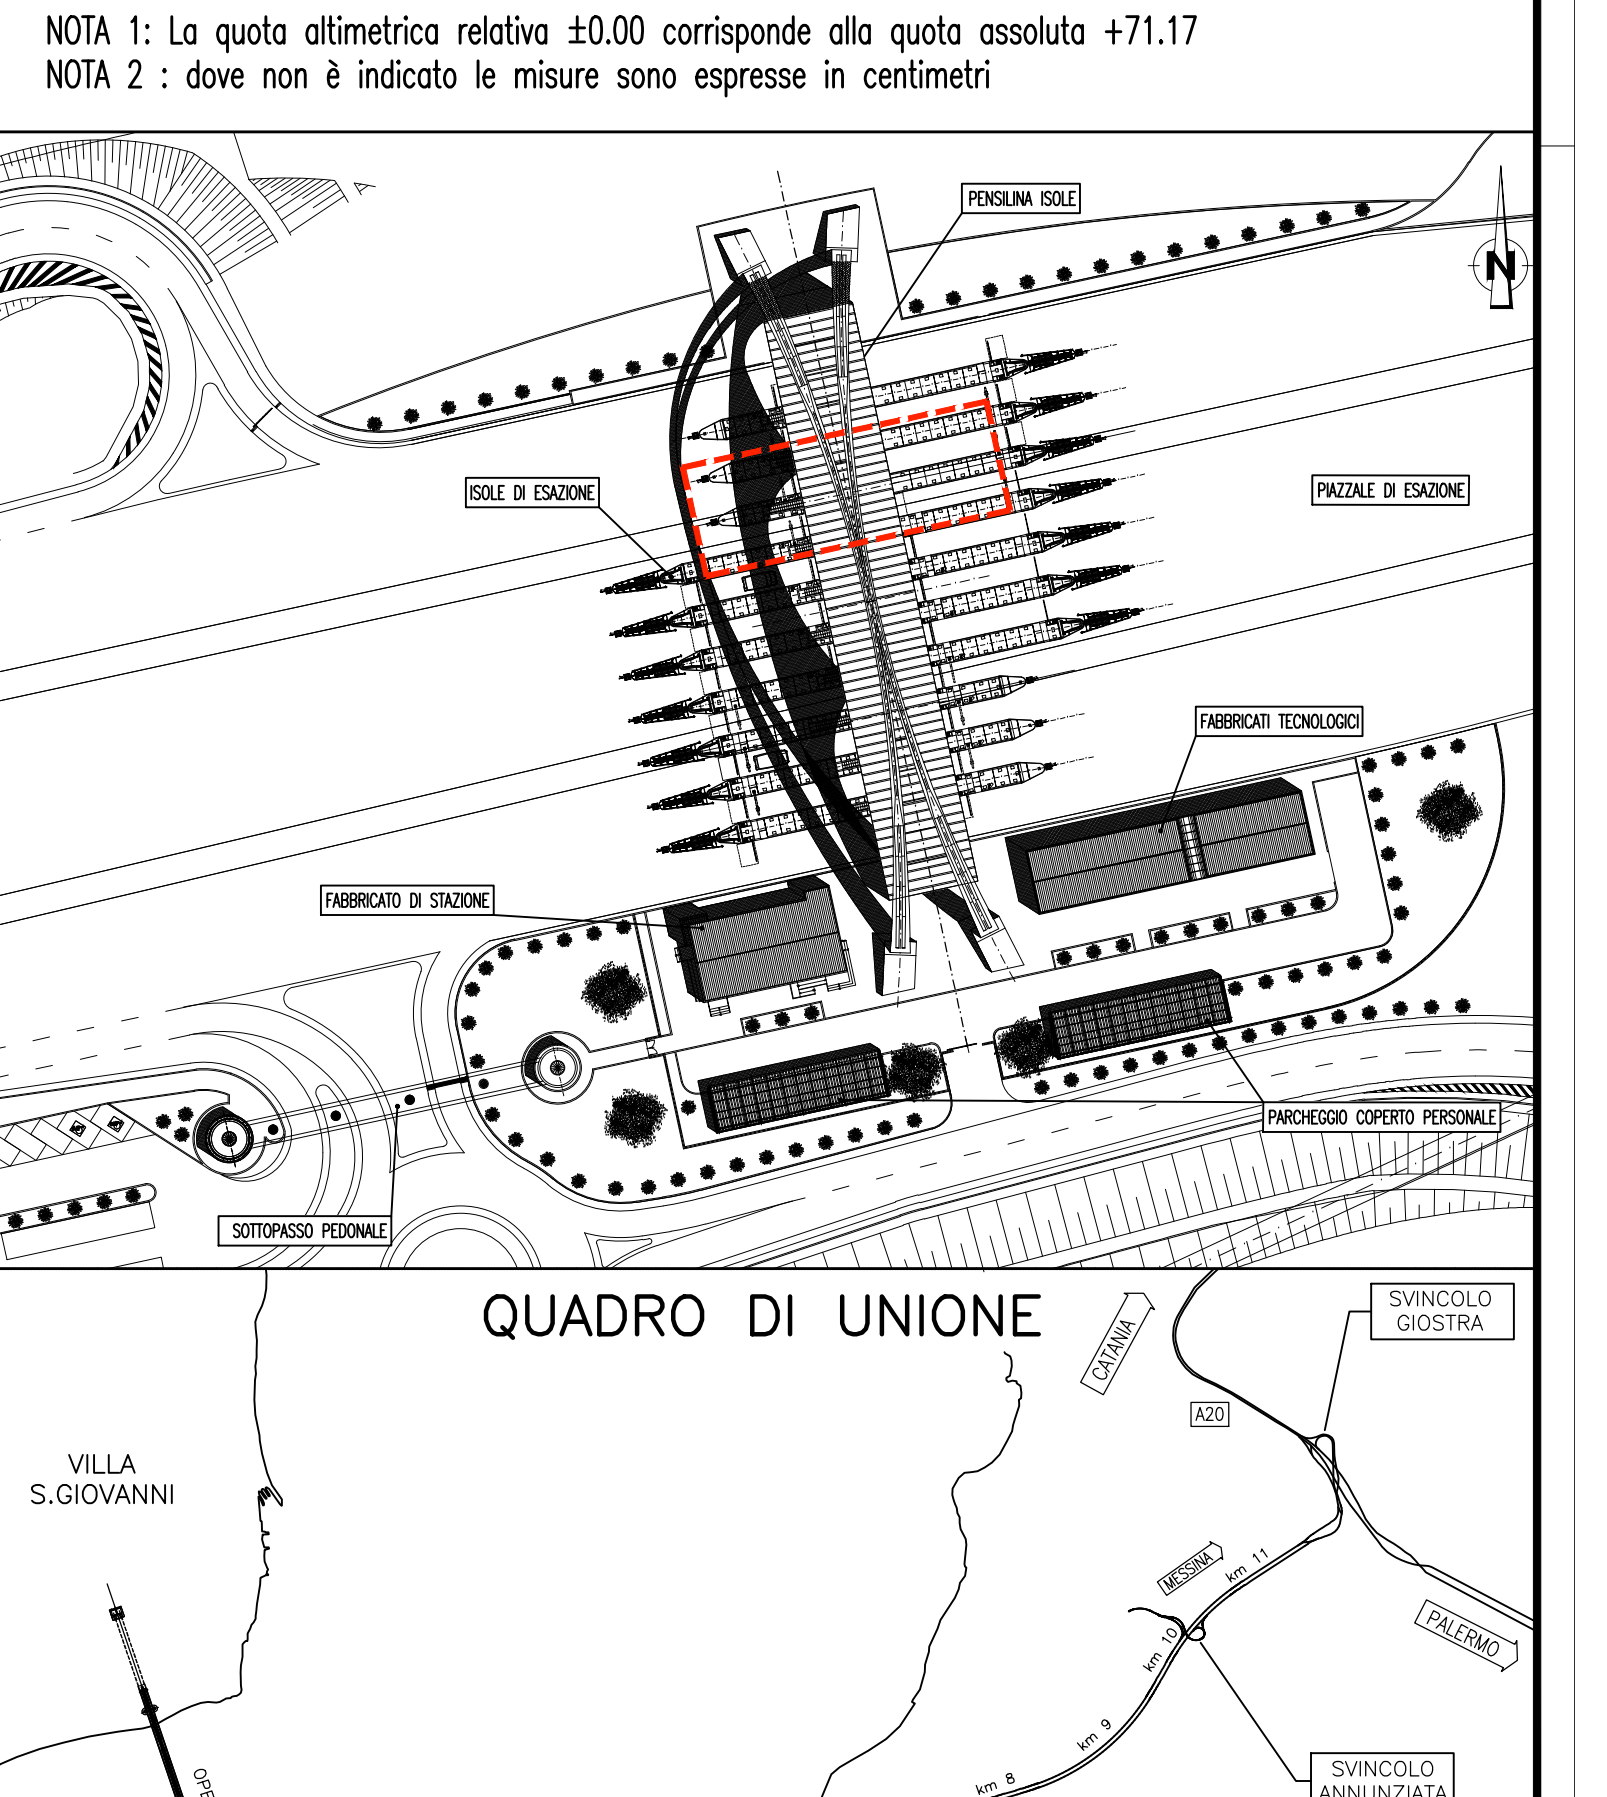 NOTA 1: La quota altimetrica relativa ±0.00 corrisponde alla quota assoluta +71.17
NOTA 2 : dove non è indicato le misure sono espresse in centimetri
A
PENSILINA ISOLE
N
ISOLE DI ESAZIONE
PIAZZALE DI ESAZIONE
FABBRICATI TECNOLOGICI
FABBRICATO DI STAZIONE
PARCHEGGIO COPERTO PERSONALE
SOTTOPASSO PEDONALE
QUADRO DI UNIONE
SVINCOLO
GIOSTRA
CATANIA
A20
VILLA
S.GIOVANNI
MESSINA
km 11
PALERMO
km 10
km 9
km 8
SVINCOLO
ANNUNZIATA
OPE